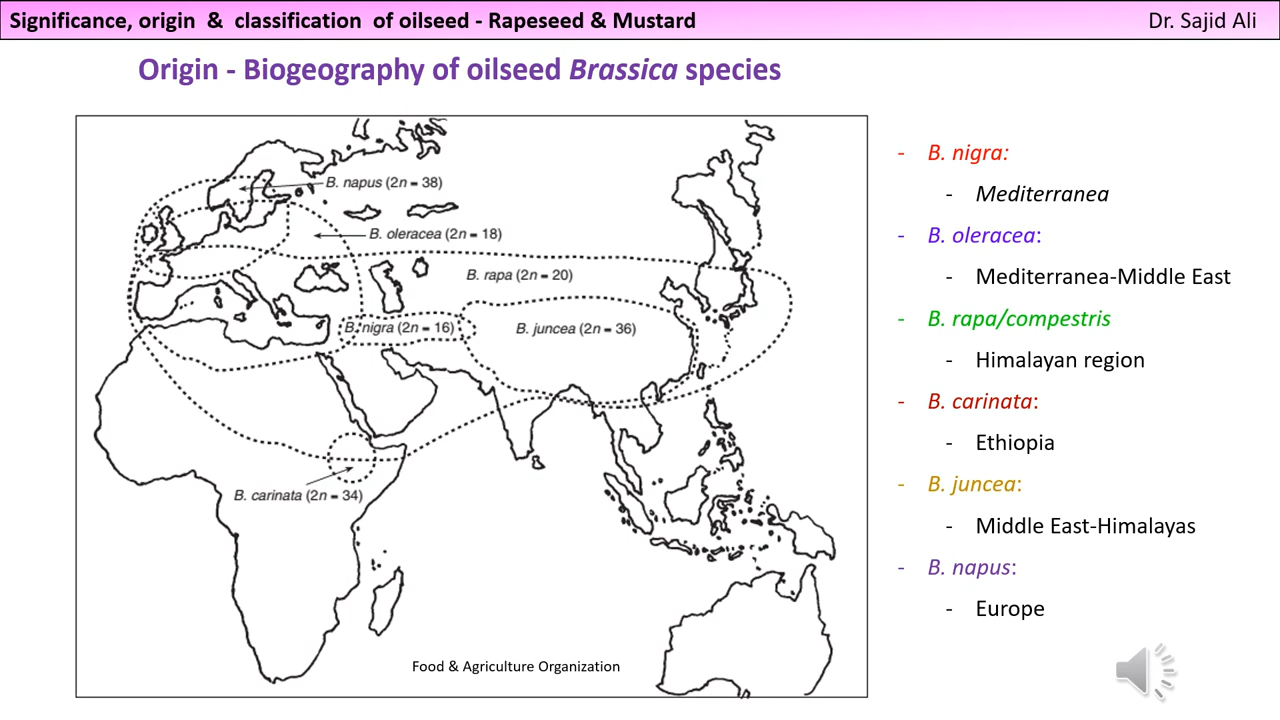 Significance, origin & classification of oilseed - Rapeseed & Mustard
Dr. Sajid Ali
Origin - Biogeography of oilseed Brassica species
B. napus (2n = 38)
B. oleracea (2n = 18)
B. rapa (2n = 20)
B. nigra (2n = 16)
B. juncea (2n = 36)
B. carinata (2n = 34)
Food & Agriculture Organization
- B. nigra:
- Mediterranea
- B. oleracea:
- Mediterranea-Middle East
- B. rapa/compestris
- Himalayan region
- B. carinata:
- Ethiopia
- B. juncea:
- Middle East-Himalayas
- B. napus:
- Europe